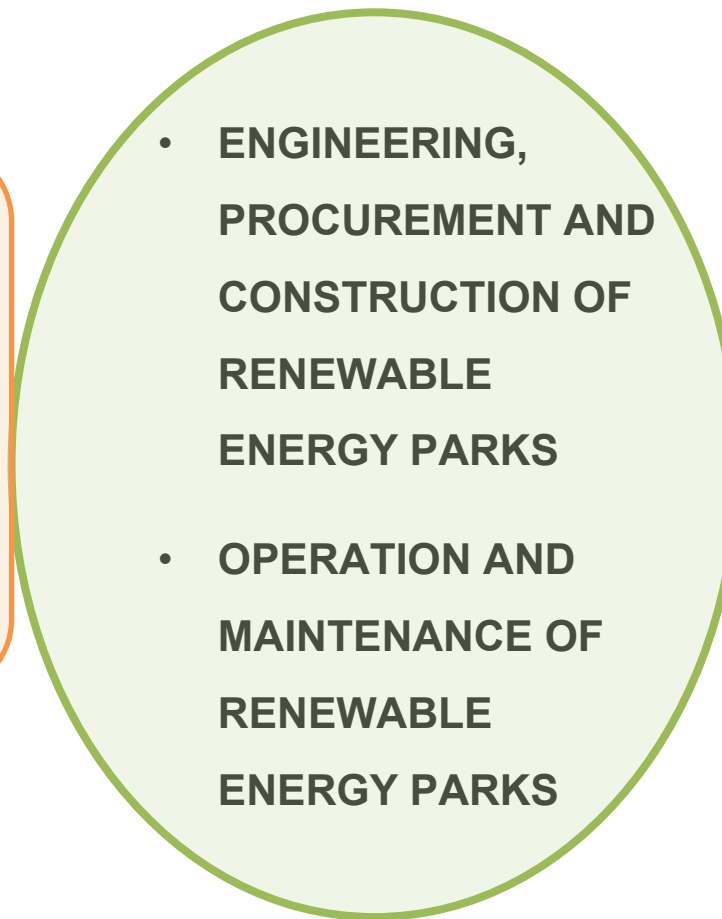 • ENGINEERING,
PROCUREMENT AND
CONSTRUCTION OF
RENEWABLE
ENERGY PARKS
• OPERATION AND
MAINTENANCE OF
RENEWABLE
ENERGY PARKS